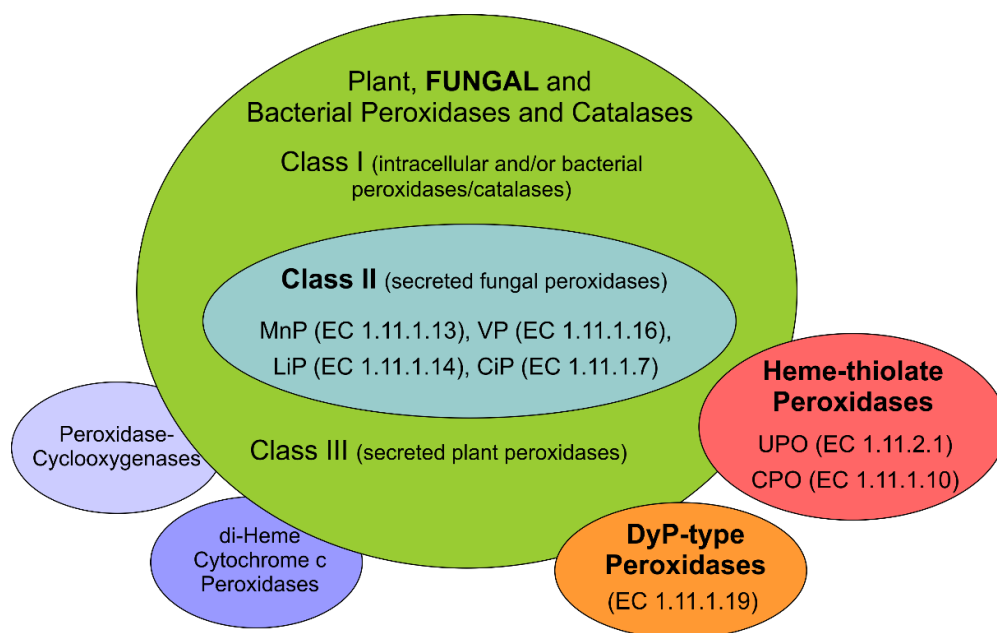 Plant, FUNGAL and
Bacterial Peroxidases and Catalases
Class I (intracellular and/or bacterial
peroxidases/catalases)
Class II (secreted fungal peroxidases)
MnP (EC 1.11.1.13), VP (EC 1.11.1.16),
LiP (EC 1.11.1.14), CiP (EC 1.11.1.7)
Class III (secreted plant peroxidases)
Peroxidase-
Cyclooxygenases
di-Heme
Cytochrome c
Peroxidases
Heme-thiolate
Peroxidases
UPO (EC 1.11.2.1)
CPO (EC 1.11.1.10)
DyP-type
Peroxidases
(EC 1.11.1.19)